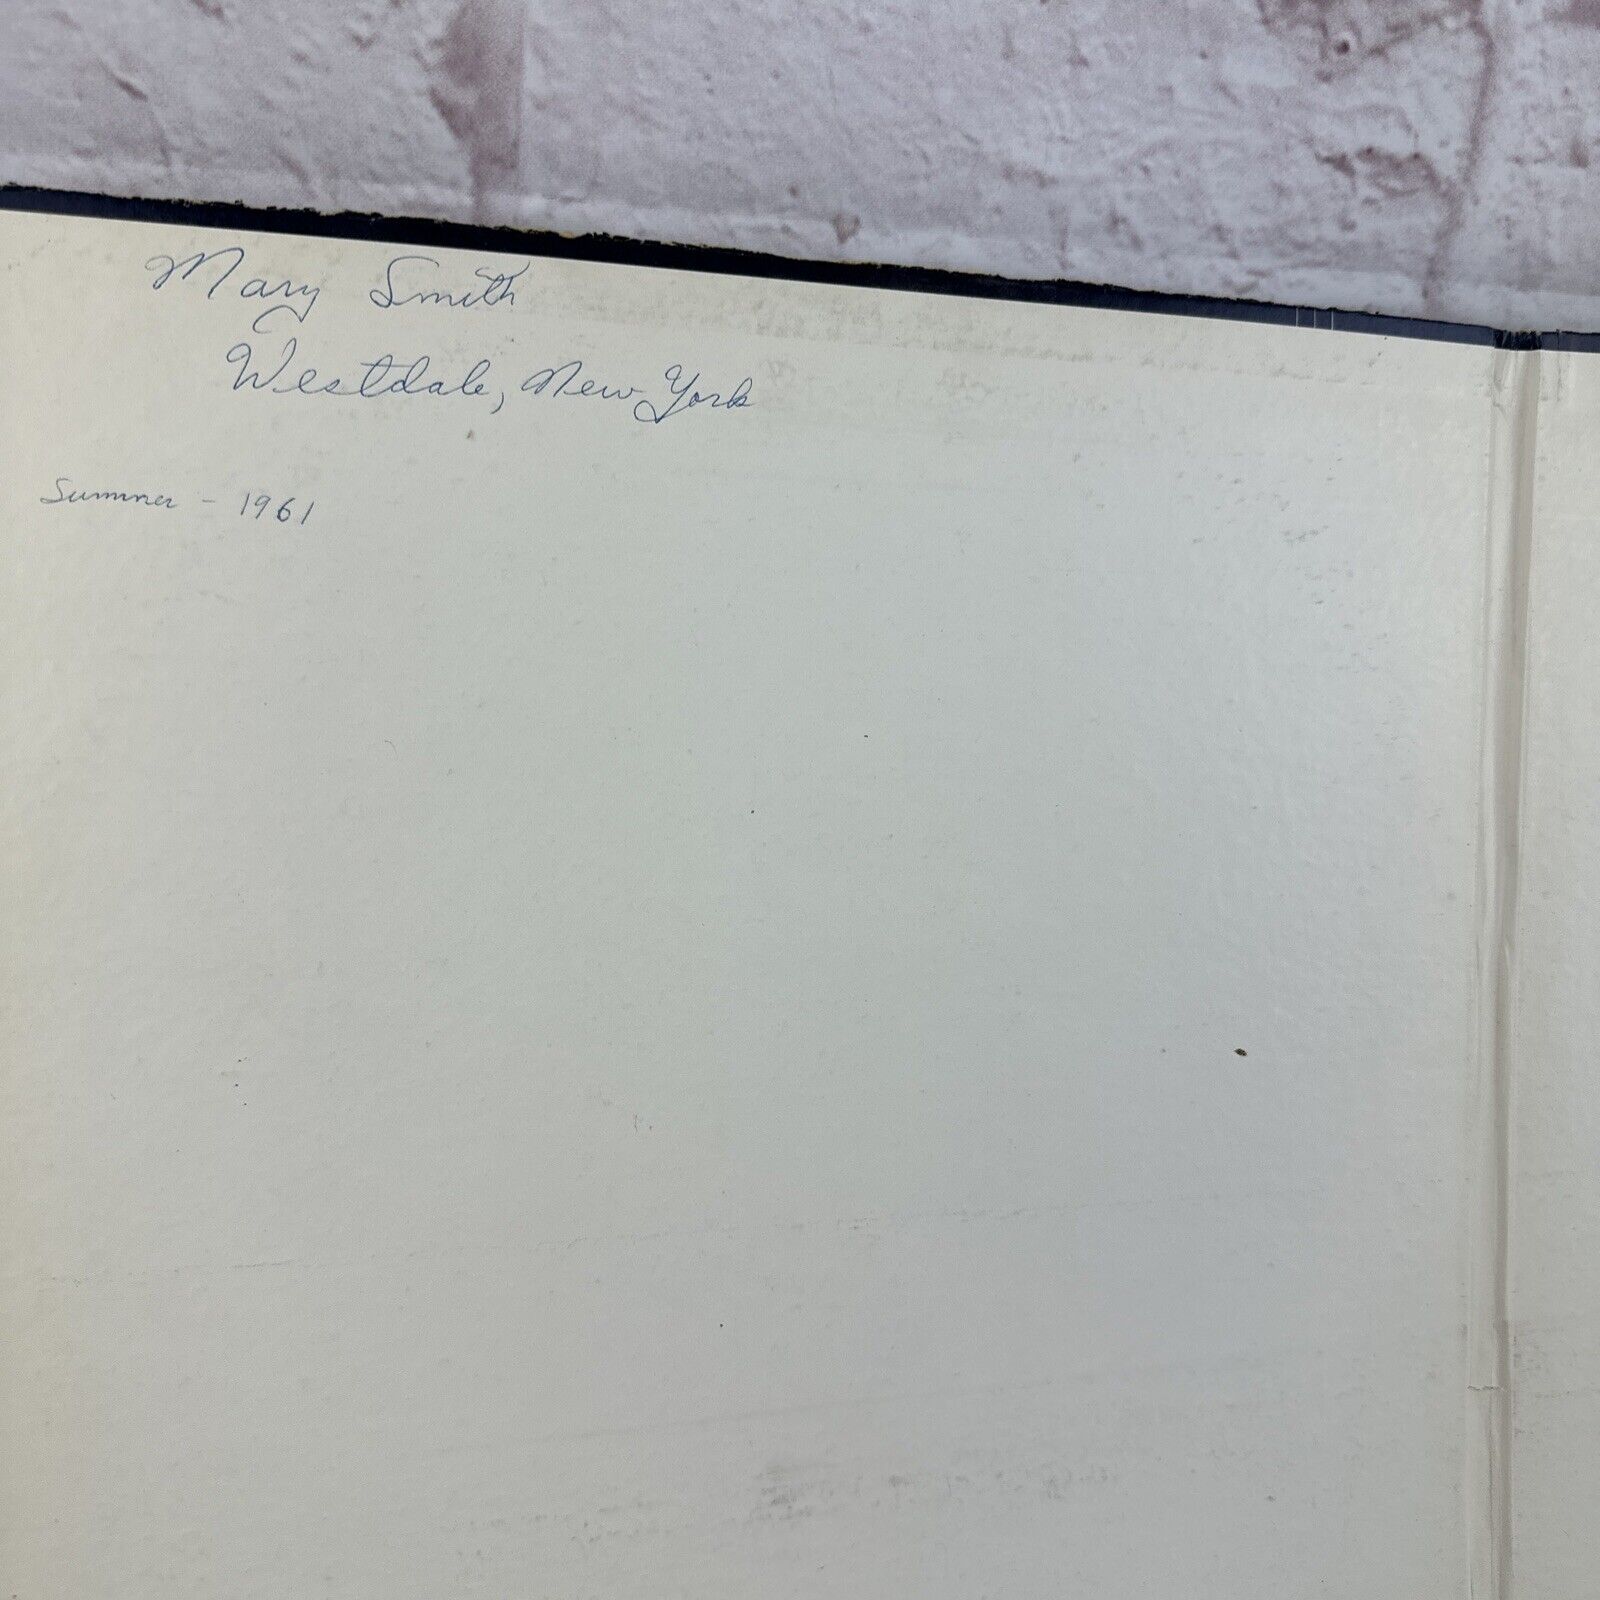 Mary Smith
Westdale, New York
Summer - 1961